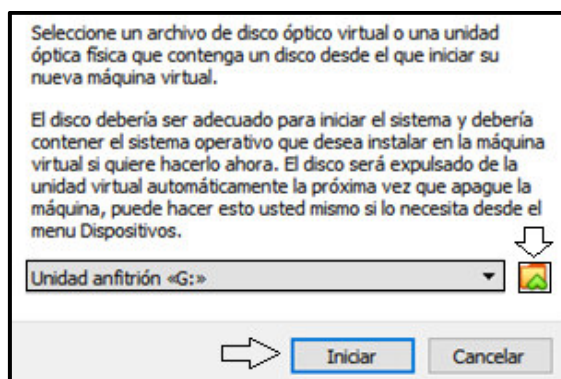 Seleccione un archivo de disco óptico virtual o una unidad
óptica física que contenga un disco desde el que iniciar su
nueva máquina virtual.
El disco debería ser adecuado para iniciar el sistema y debería
contener el sistema operativo que desea instalar en la máquina
virtual si quiere hacerlo ahora. El disco será expulsado de la
unidad virtual automáticamente la próxima vez que apague la
máquina, puede hacer esto usted mismo si lo necesita desde el
menu Dispositivos.
Unidad anfitrión «G:»
Iniciar Cancelar